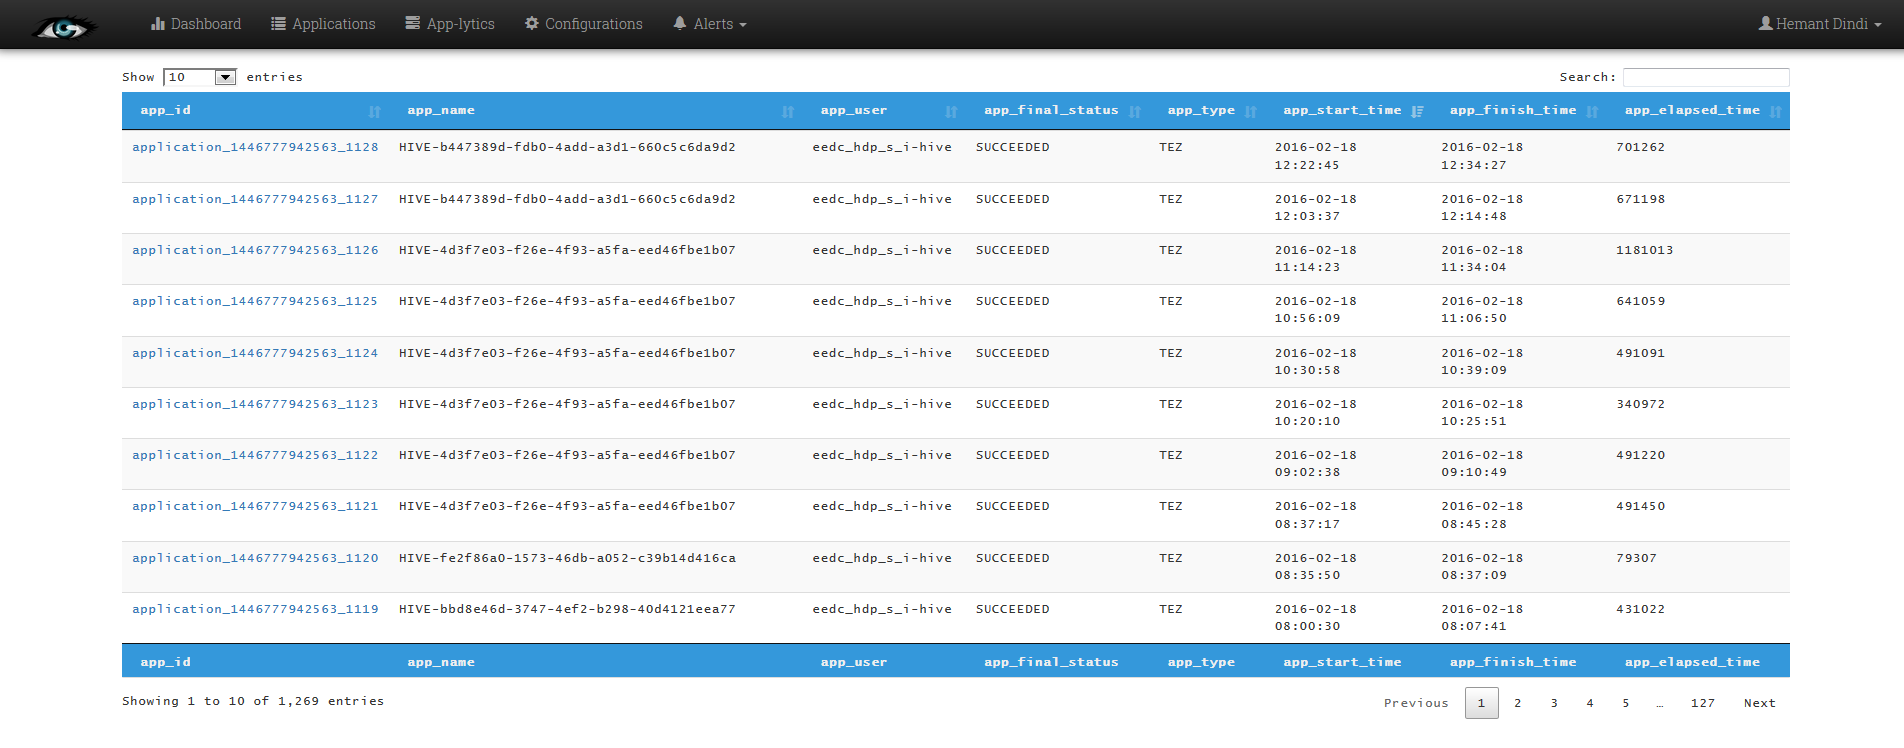 Dashboard Applications App-lytics Configurations Alerts Hemant Dindi
Show 10 entries Search:
app_id app_name app_user app_final_status app_type app_start_time app_finish_time app_elapsed_time
application_1446777942563_1128 HIVE-b447389d-fdb0-4add-a3d1-660c5c6da9d2 eedc_hdp_s_i-hive SUCCEEDED TEZ 2016-02-18 2016-02-18 701262
12:22:45 12:34:27
application_1446777942563_1127 HIVE-b447389d-fdb0-4add-a3d1-660c5c6da9d2 eedc_hdp_s_i-hive SUCCEEDED TEZ 2016-02-18 2016-02-18 671198
12:03:37 12:14:48
application_1446777942563_1126 HIVE-4d3f7e03-f26e-4f93-a5fa-eed46fbe1b07 eedc_hdp_s_i-hive SUCCEEDED TEZ 2016-02-18 2016-02-18 1181013
11:14:23 11:34:04
application_1446777942563_1125 HIVE-4d3f7e03-f26e-4f93-a5fa-eed46fbe1b07 eedc_hdp_s_i-hive SUCCEEDED TEZ 2016-02-18 2016-02-18 641059
10:56:09 11:06:50
application_1446777942563_1124 HIVE-4d3f7e03-f26e-4f93-a5fa-eed46fbe1b07 eedc_hdp_s_i-hive SUCCEEDED TEZ 2016-02-18 2016-02-18 491091
10:30:58 10:39:09
application_1446777942563_1123 HIVE-4d3f7e03-f26e-4f93-a5fa-eed46fbe1b07 eedc_hdp_s_i-hive SUCCEEDED TEZ 2016-02-18 2016-02-18 340972
10:20:10 10:25:51
application_1446777942563_1122 HIVE-4d3f7e03-f26e-4f93-a5fa-eed46fbe1b07 eedc_hdp_s_i-hive SUCCEEDED TEZ 2016-02-18 2016-02-18 491220
09:02:38 09:10:49
application_1446777942563_1121 HIVE-4d3f7e03-f26e-4f93-a5fa-eed46fbe1b07 eedc_hdp_s_i-hive SUCCEEDED TEZ 2016-02-18 2016-02-18 491450
08:37:17 08:45:28
application_1446777942563_1120 HIVE-fe2f86a0-1573-46db-a052-c39b14d416ca eedc_hdp_s_i-hive SUCCEEDED TEZ 2016-02-18 2016-02-18 79307
08:35:50 08:37:09
application_1446777942563_1119 HIVE-bbd8e46d-3747-4ef2-b298-40d4121eea77 eedc_hdp_s_i-hive SUCCEEDED TEZ 2016-02-18 2016-02-18 431022
08:00:30 08:07:41
app_id app_name app_user app_final_status app_type app_start_time app_finish_time app_elapsed_time
Showing 1 to 10 of 1,269 entries Previous 1 2 3 4 5 … 127 Next